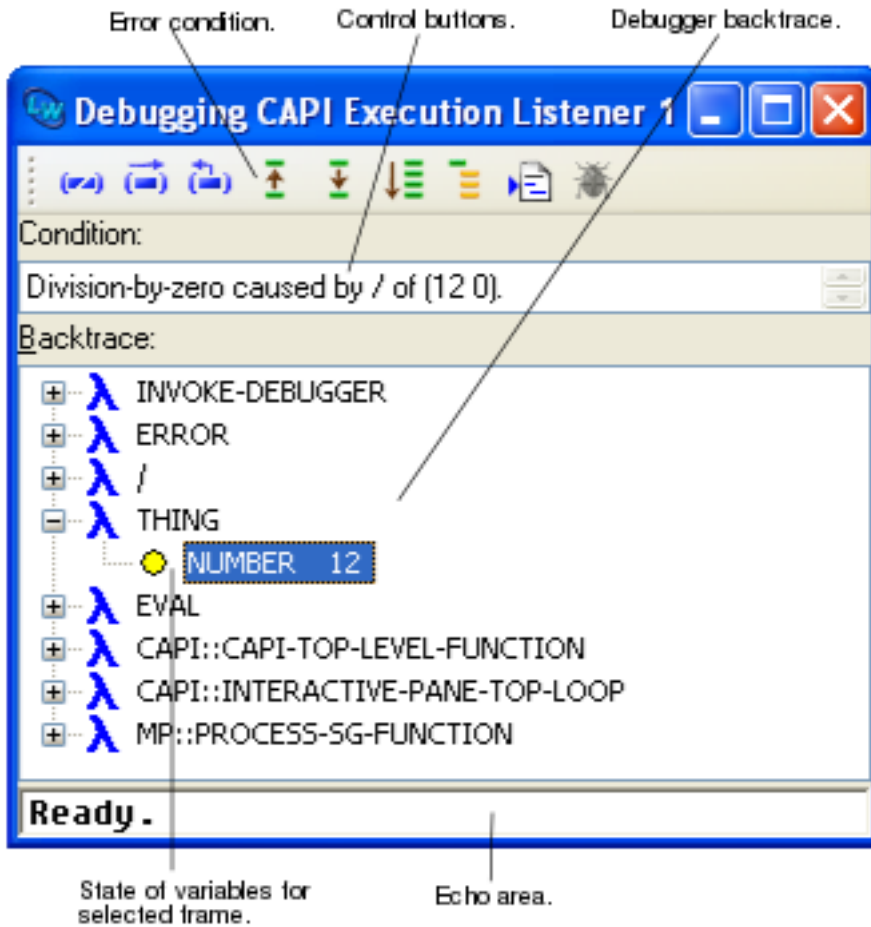 Error condition. Control buttons. Debugger backtrace.
Debugging CAPI Execution Listener 1
Condition:
Division-by-zero caused by / of (12 0).
Backtrace:
λ INVOKE-DEBUGGER
λ ERROR
λ /
λ THING
NUMBER 12
λ EVAL
λ CAPI::CAPI-TOP-LEVEL-FUNCTION
λ CAPI::INTERACTIVE-PANE-TOP-LOOP
λ MP::PROCESS-SG-FUNCTION
Ready.
State of variables for
selected frame.
Echo area.